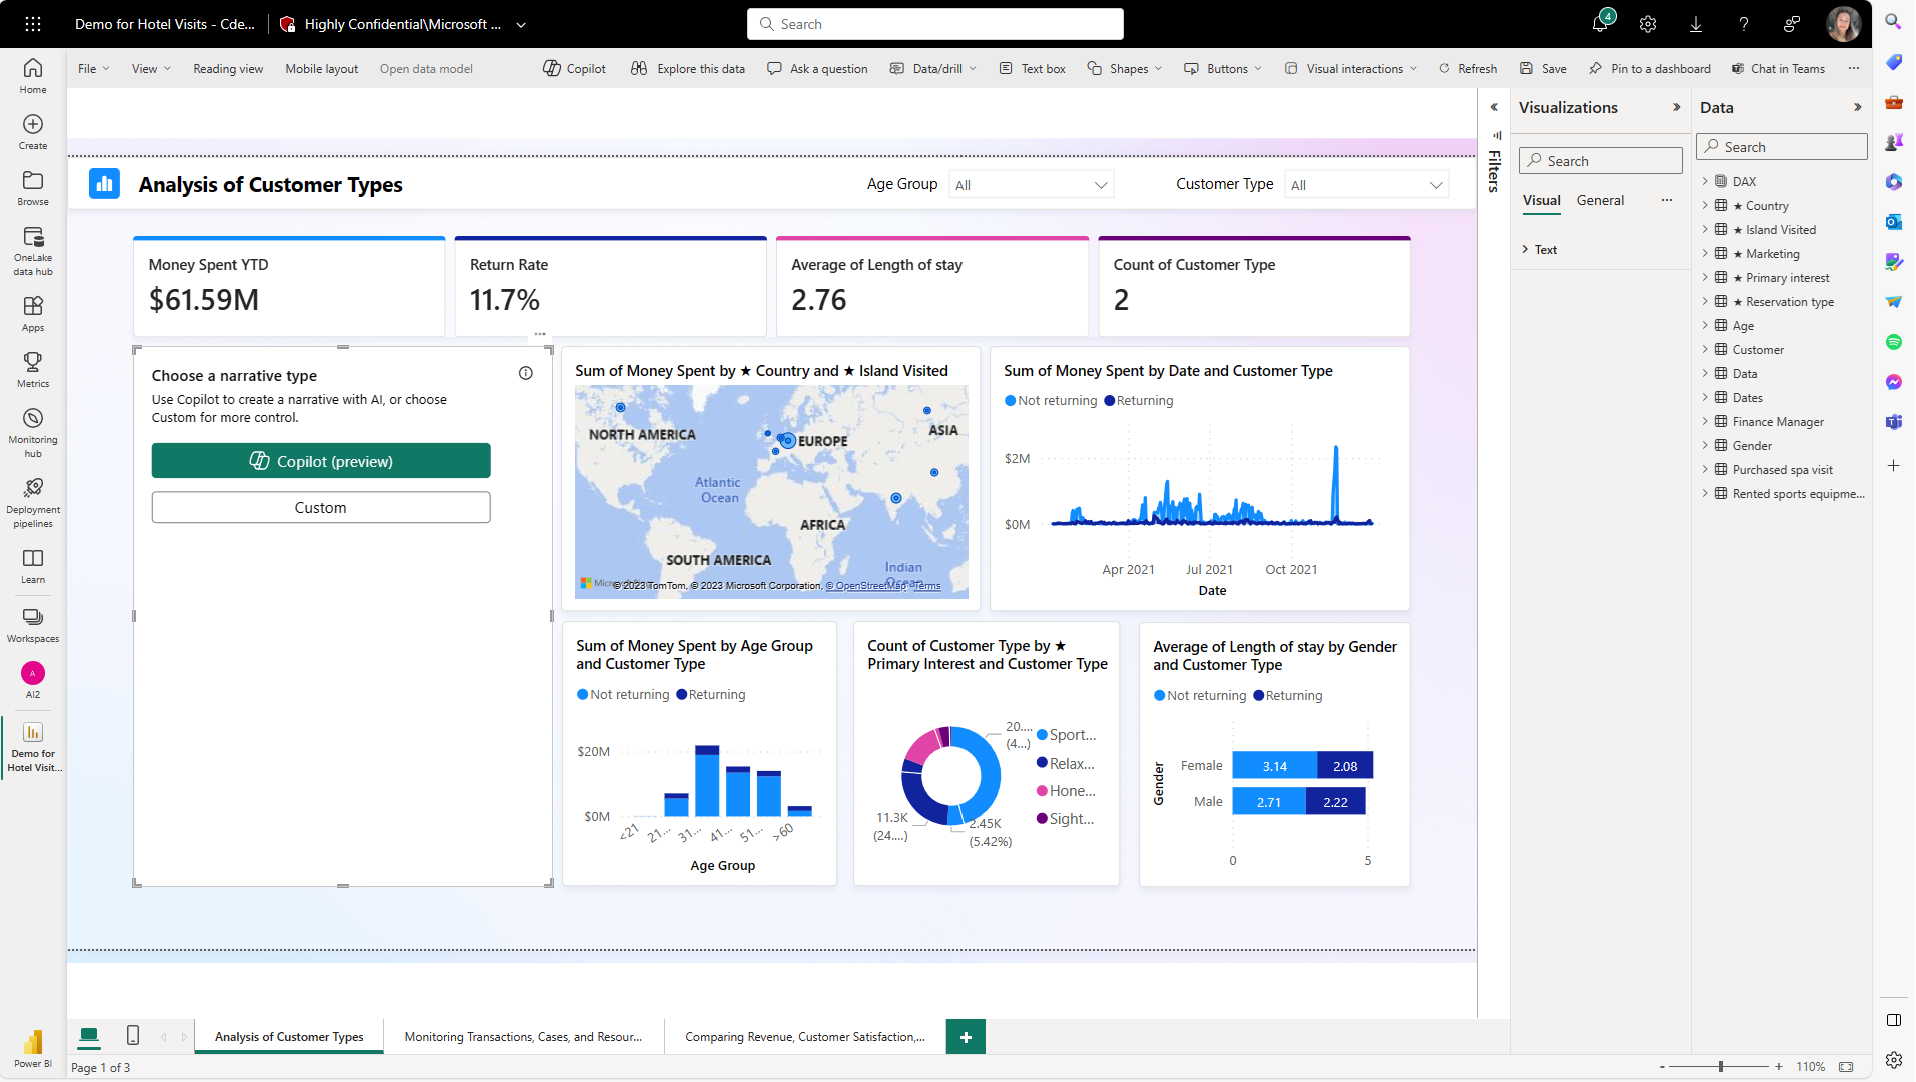 Demo for Hotel Visits - Cde...
Highly Confidential\Microsoft ...
Search
4
File
View
Reading view
Mobile layout
Open data model
Copilot
Explore this data
Ask a question
Data/drill
Text box
Shapes
Buttons
Visual interactions
Refresh
Save
Pin to a dashboard
Chat in Teams
Home
Create
Browse
OneLake
data hub
Apps
Metrics
Monitoring
hub
Deployment
pipelines
Learn
Workspaces
A
AI2
Demo for
Hotel Visit...
Power BI
Analysis of Customer Types
Age Group
All
Customer Type
All
Money Spent YTD
$61.59M
Return Rate
11.7%
Average of Length of stay
2.76
Count of Customer Type
2
Choose a narrative type
Use Copilot to create a narrative with AI, or choose
Custom for more control.
Copilot (preview)
Custom
Sum of Money Spent by ★ Country and ★ Island Visited
NORTH AMERICA
EUROPE
ASIA
Atlantic
Ocean
AFRICA
SOUTH AMERICA
Indian
Ocean
© 2023 TomTom, © 2023 Microsoft Corporation, © OpenStreetMap Terms
Sum of Money Spent by Date and Customer Type
Not returning
Returning
$2M
$0M
Apr 2021
Jul 2021
Oct 2021
Date
Sum of Money Spent by Age Group
and Customer Type
Not returning
Returning
$20M
$0M
<21
21...
31...
41...
51...
>60
Age Group
Count of Customer Type by ★
Primary Interest and Customer Type
20....
(4...)
11.3K
(24....)
2.45K
(5.42%)
Sport...
Relax...
Hone...
Sight...
Average of Length of stay by Gender
and Customer Type
Not returning
Returning
Gender
Female
3.14
2.08
Male
2.71
2.22
0
5
Filters
Visualizations
Search
Visual
General
Text
Data
Search
DAX
★ Country
★ Island Visited
★ Marketing
★ Primary interest
★ Reservation type
Age
Customer
Data
Dates
Finance Manager
Gender
Purchased spa visit
Rented sports equipme...
Analysis of Customer Types
Monitoring Transactions, Cases, and Resour...
Comparing Revenue, Customer Satisfaction,...
Page 1 of 3
110%